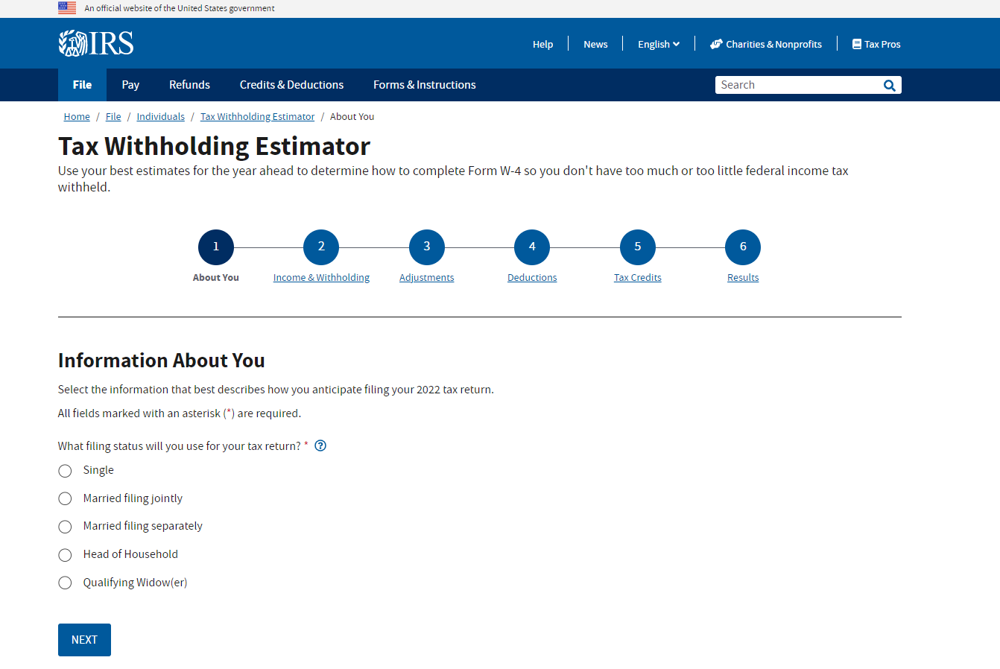 An official website of the United States government
IRS
Help
News
English
Charities & Nonprofits
Tax Pros
File
Pay
Refunds
Credits & Deductions
Forms & Instructions
Search
Home / File / Individuals / Tax Withholding Estimator / About You
Tax Withholding Estimator
Use your best estimates for the year ahead to determine how to complete Form W-4 so you don't have too much or too little federal income tax
withheld.
1
2
3
4
5
6
About You
Income & Withholding
Adjustments
Deductions
Tax Credits
Results
Information About You
Select the information that best describes how you anticipate filing your 2022 tax return.
All fields marked with an asterisk (*) are required.
What filing status will you use for your tax return? * ?
Single
Married filing jointly
Married filing separately
Head of Household
Qualifying Widow(er)
NEXT